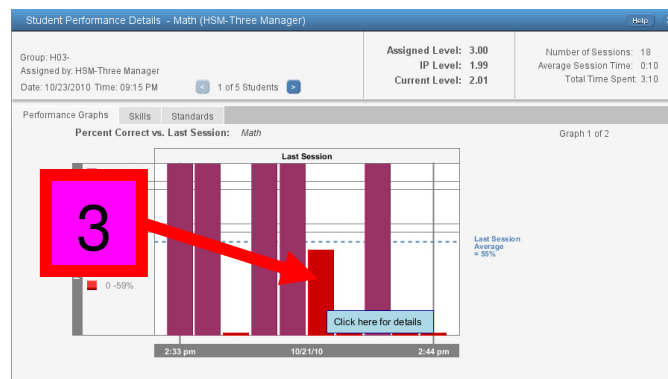 Student Performance Details - Math (HSM-Three Manager)
Help
Group: H03-
Assigned by: HSM-Three Manager
Date: 10/23/2010 Time: 09:15 PM
< 1 of 5 Students >
Assigned Level: 3.00
IP Level: 1.99
Current Level: 2.01
Number of Sessions: 18
Average Session Time: 0:10
Total Time Spent: 3:10
Performance Graphs Skills Standards
Percent Correct vs. Last Session: Math
Graph 1 of 2
Last Session
3
Last Session
Average
= 55%
0 -59%
Click here for details
2:33 pm 10/21/10 2:44 pm